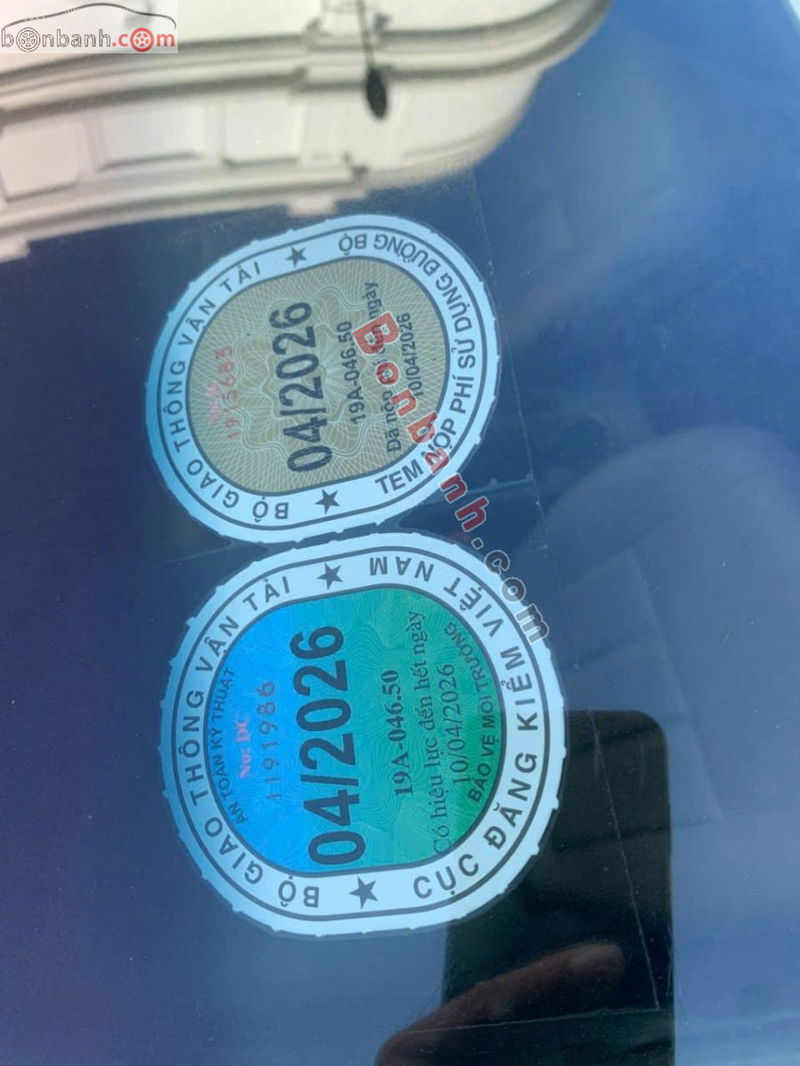 bonbanh.com
BỘ GIAO THÔNG VẬN TẢI
1915683
04/2026
19A-046.50
Đã nộp đến ngày
10/04/2026
TEM NỘP PHÍ SỬ DỤNG ĐƯỜNG BỘ
Bonbanh.com
BỘ GIAO THÔNG VẬN TẢI
AN TOÀN KỸ THUẬT
No: DC
1191986
04/2026
19A-046.50
Có hiệu lực đến hết ngày
10/04/2026
BẢO VỆ MÔI TRƯỜNG
CỤC ĐĂNG KIỂM VIỆT NAM